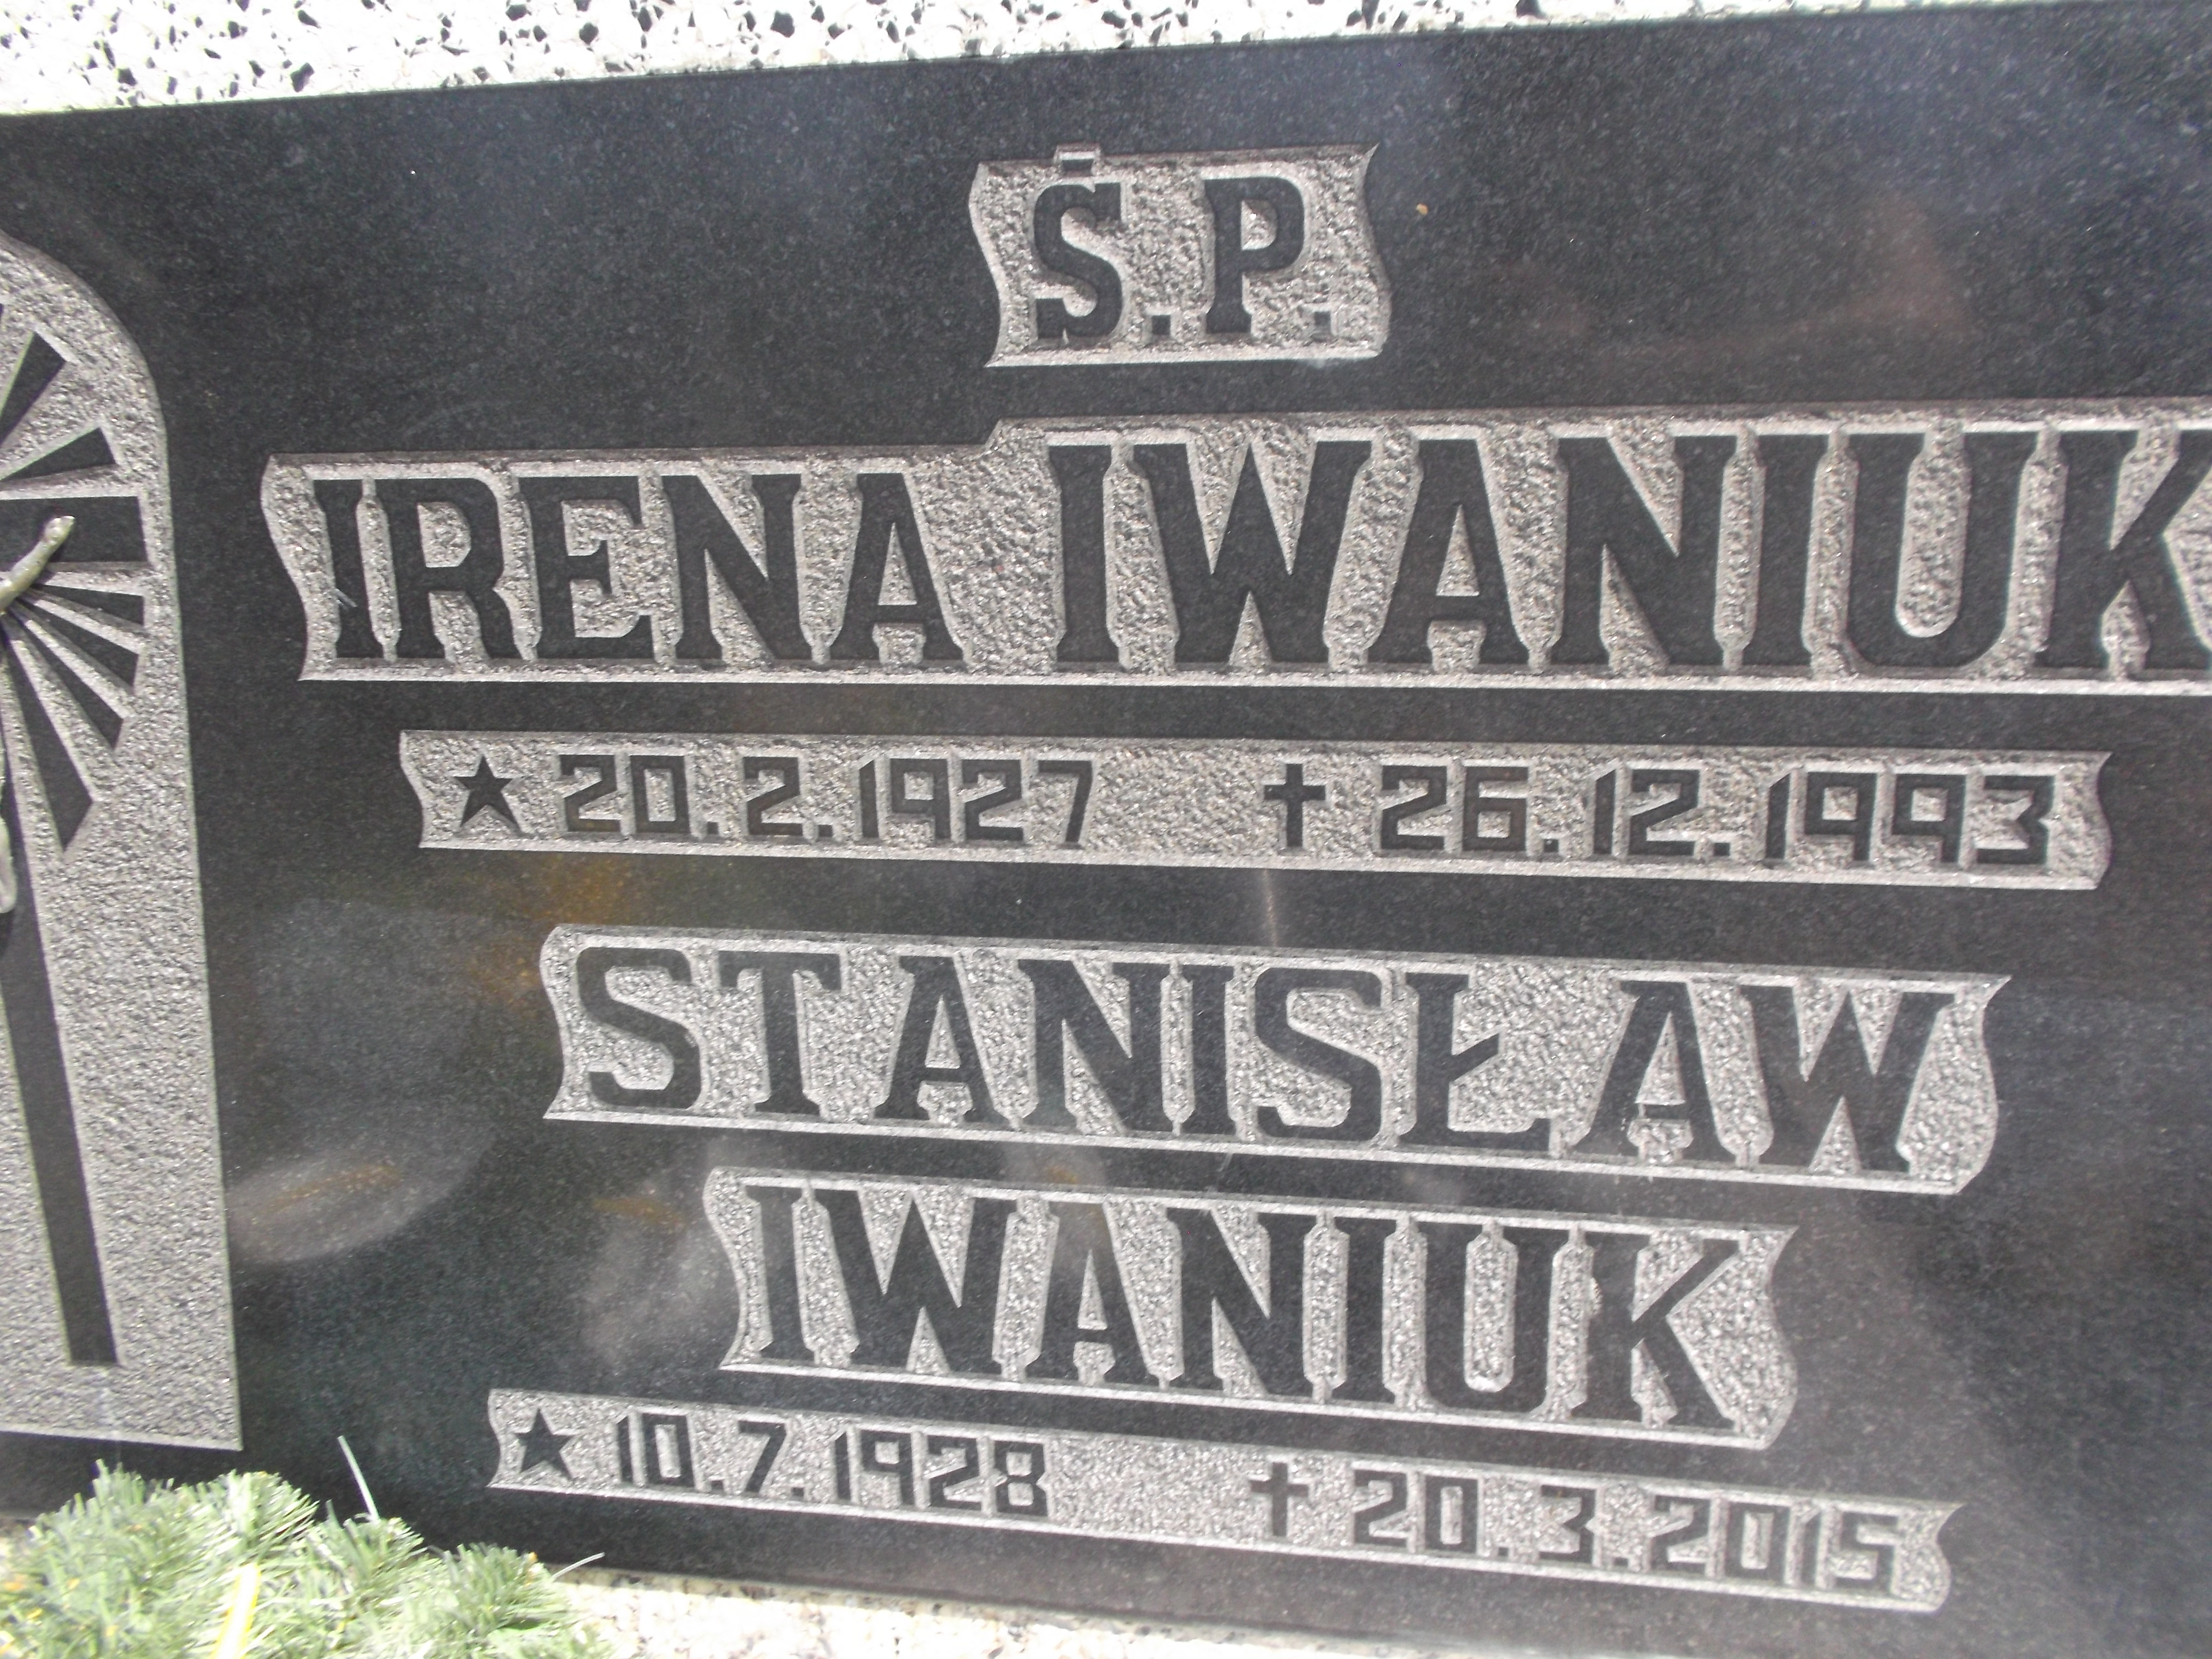 Ś.P.
IRENA IWANIUK
★ 20.2.1927 ✝ 26.12.1993
STANISŁAW
IWANIUK
★ 10.7.1928 ✝ 20.3.2015